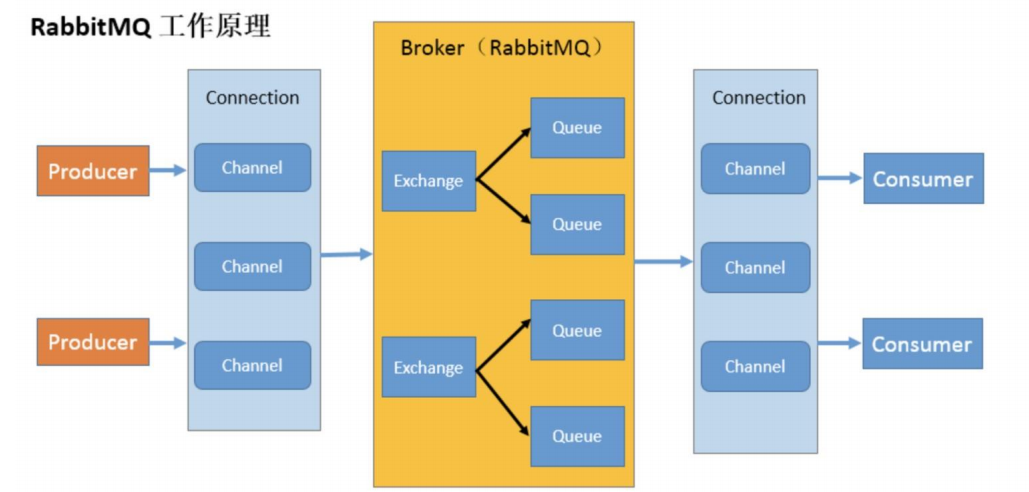 RabbitMQ 工作原理
Broker（RabbitMQ）
Connection
Connection
Producer
Channel
Exchange
Queue
Queue
Channel
Consumer
Channel
Channel
Producer
Channel
Exchange
Queue
Queue
Channel
Consumer